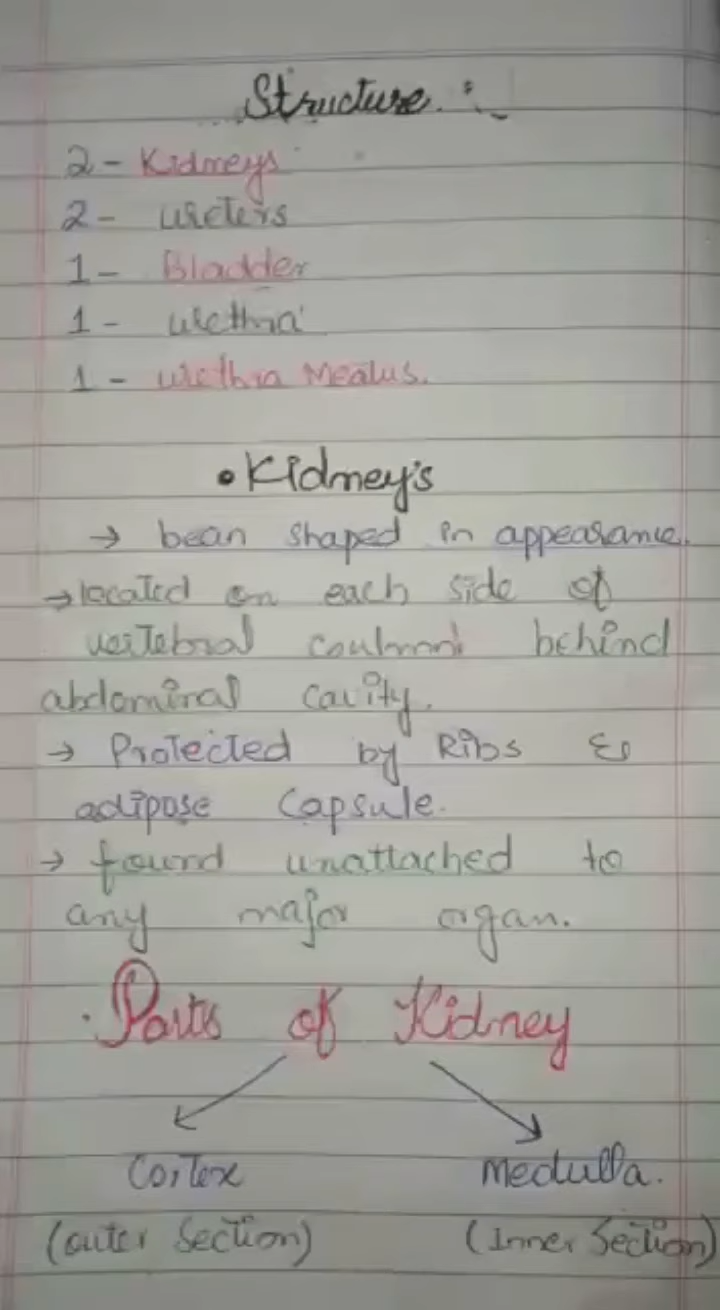 Structure :-
2 - Kidneys
2 - ureters
1 - Bladder
1 - urethra
1 - urethra Meatus.
• Kidney's
→ bean shaped in appearance.
→ located on each side of
vertebral coulmn behind
abdominal cavity.
→ Protected by Ribs &
adipose Capsule.
→ found unattached to
any major organ.
· Parts of Kidney
Cortex Medulla.
(outer Section) (Inner Section)